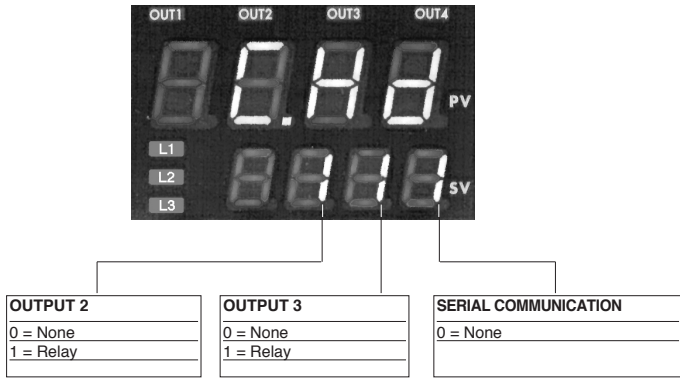 OUT1 OUT2 OUT3 OUT4
C.Hd PV
L1
L2
L3
111 SV
OUTPUT 2
0 = None
1 = Relay
OUTPUT 3
0 = None
1 = Relay
SERIAL COMMUNICATION
0 = None